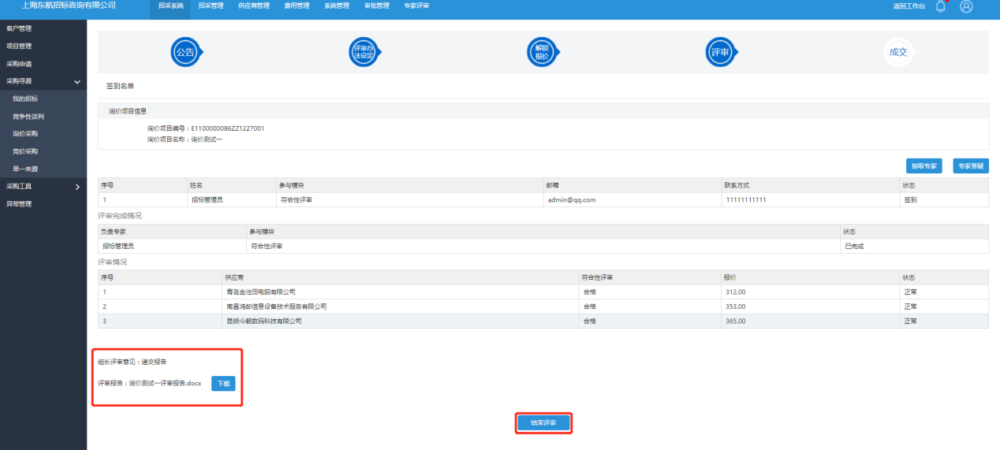 上海东航招标咨询有限公司 招采系统 招采管理 供应商管理 费用管理 系统管理 审批管理 专家评审 返回工作台
客户管理
项目管理
采购申请
采购寻源
我的招标
竞争性谈判
询价采购
竞价采购
单一来源
采购工具
异常管理
公告
评审办
法设定
解锁
报价
评审
成交
签到名单
询价项目信息
询价项目编号：E1100000086ZZ1227001
询价项目名称：询价测试一
抽取专家 专家答疑
序号 姓名 参与模块 邮箱 联系方式 状态
1 招标管理员 符合性评审 admin@qq.com 11111111111 签到
评审完成情况
负责专家 参与模块 状态
招标管理员 符合性评审 已完成
评审情况
序号 供应商 符合性评审 报价 状态
1 青岛金沧田电脑有限公司 合格 312.00 正常
2 南昌鸿邮信息设备技术服务有限公司 合格 353.00 正常
3 昆明今朝数码科技有限公司 合格 365.00 正常
组长评审意见：递交报告
评审报告：询价测试一评审报告.docx 下载
结束评审